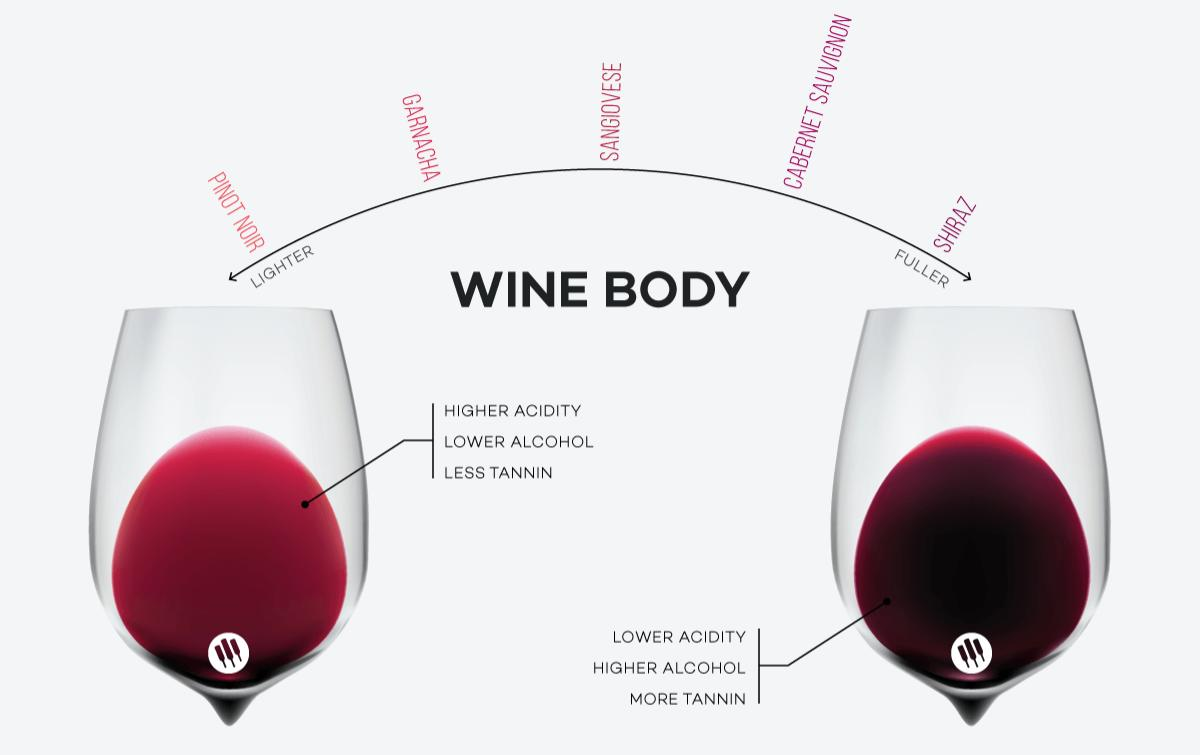 PINOT NOIR
GARNACHA
SANGIOVESE
CABERNET SAUVIGNON
SHIRAZ
LIGHTER
FULLER
WINE BODY
HIGHER ACIDITY
LOWER ALCOHOL
LESS TANNIN
LOWER ACIDITY
HIGHER ALCOHOL
MORE TANNIN